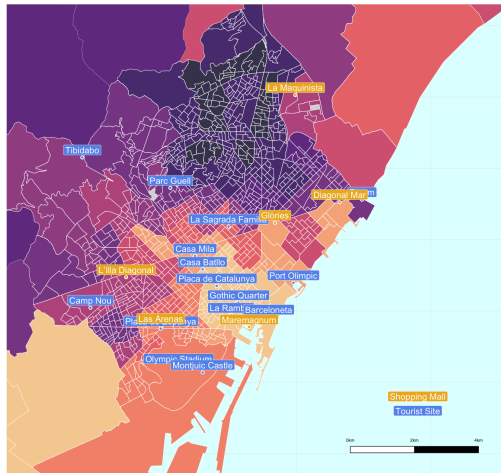 La Maquinista
Tibidabo
Parc Guell
Diagonal Mar
La Sagrada Familia
Glòries
Casa Mila
Casa Batllo
L'illa Diagonal
Placa de Catalunya
Port Olimpic
Gothic Quarter
Camp Nou
La Ramb
Barceloneta
Las Arenas
Maremagnum
Olympic Stadium
Montjuic Castle
Shopping Mall
Tourist Site
0km 2km 4km